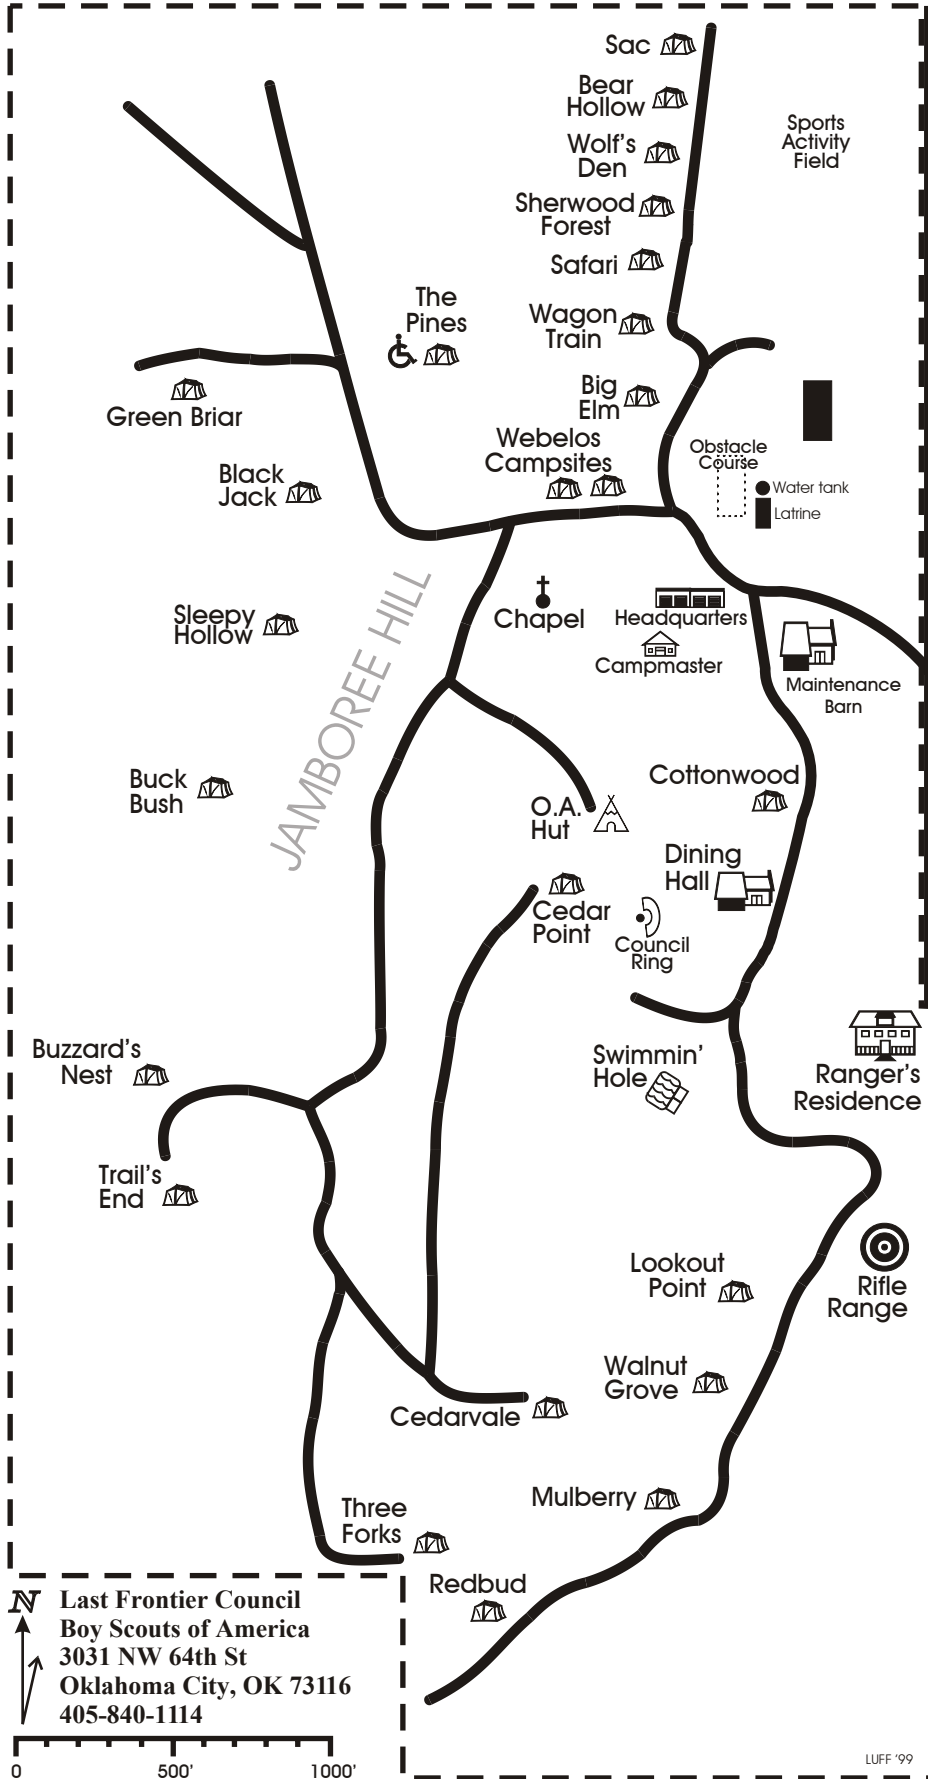 Sac
Bear
Hollow
Wolf's
Den
Sports
Activity
Field
Sherwood
Forest
Safari
The
Pines
Wagon
Train
Green Briar
Big
Elm
Webelos
Campsites
Obstacle
Course
Water tank
Latrine
Black
Jack
JAMBOREE HILL
Sleepy
Hollow
Chapel
Headquarters
Campmaster
Maintenance
Barn
Buck
Bush
O.A.
Hut
Cottonwood
Dining
Hall
Cedar
Point
Council
Ring
Buzzard's
Nest
Swimmin'
Hole
Ranger's
Residence
Trail's
End
Lookout
Point
Rifle
Range
Walnut
Grove
Cedarvale
Mulberry
Three
Forks
Redbud
N
Last Frontier Council
Boy Scouts of America
3031 NW 64th St
Oklahoma City, OK 73116
405-840-1114
0 500' 1000'
LUFF '99